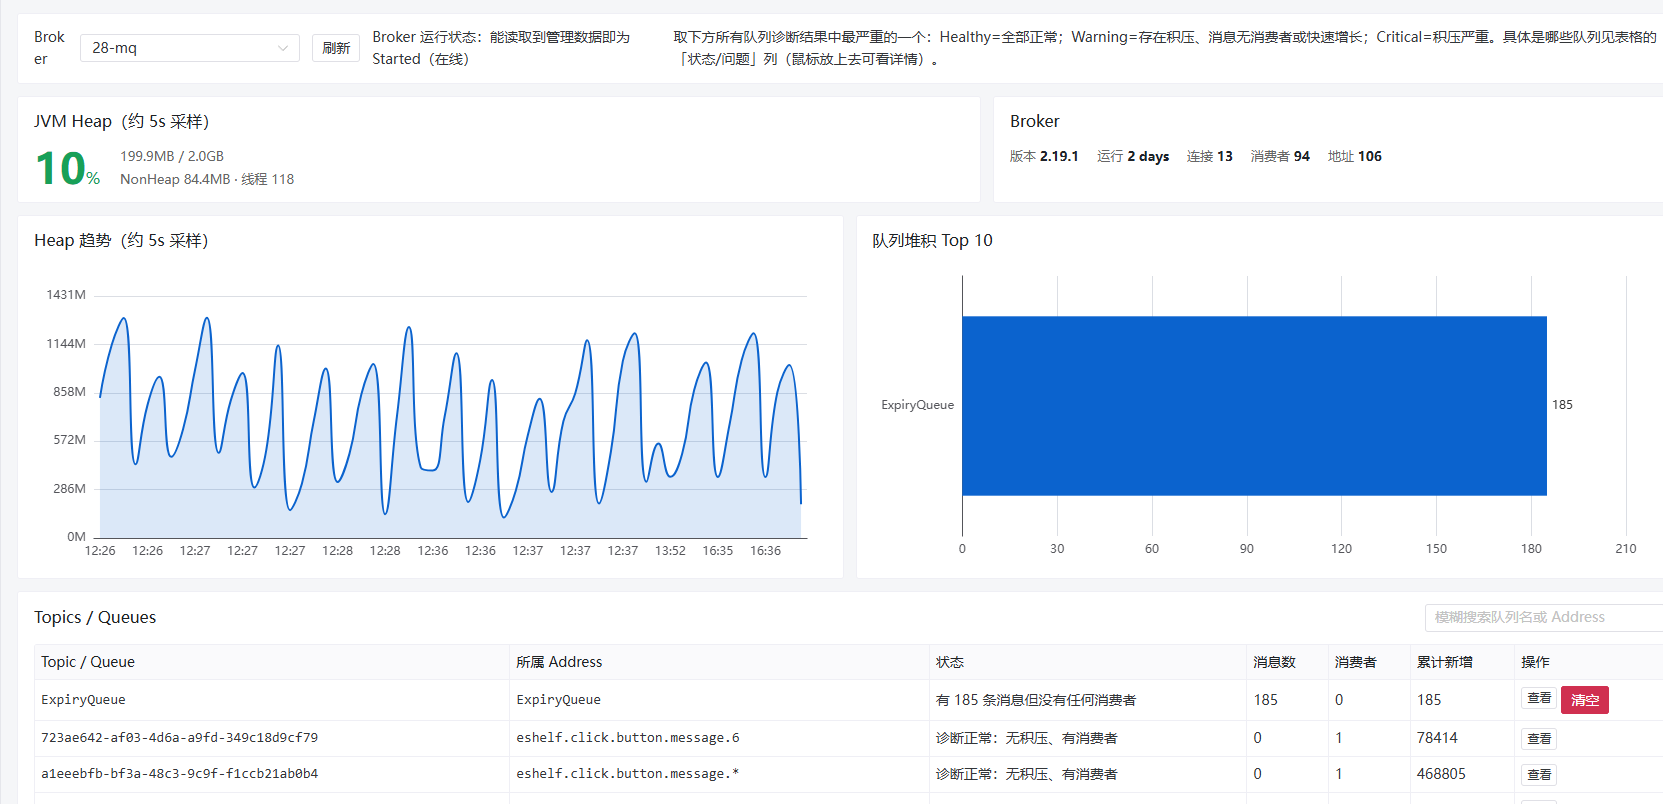 Broker
28-mq
刷新
Broker 运行状态：能读取到管理数据即为
Started（在线）
取下方所有队列诊断结果中最严重的一个：Healthy=全部正常；Warning=存在积压、消息无消费者或快速增长；Critical=积压严重。具体是哪些队列见表格的
「状态/问题」列（鼠标放上去可看详情）。
JVM Heap（约 5s 采样）
10%
199.9MB / 2.0GB
NonHeap 84.4MB · 线程 118
Broker
版本 2.19.1 运行 2 days 连接 13 消费者 94 地址 106
Heap 趋势（约 5s 采样）
1431M
1144M
858M
572M
286M
0M
12:26 12:26 12:27 12:27 12:27 12:28 12:28 12:36 12:36 12:37 12:37 12:37 13:52 16:35 16:36
队列堆积 Top 10
ExpiryQueue
185
0 30 60 90 120 150 180 210
Topics / Queues
模糊搜索队列名或 Address
Topic / Queue 所属 Address 状态 消息数 消费者 累计新增 操作
ExpiryQueue ExpiryQueue 有 185 条消息但没有任何消费者 185 0 185 查看 清空
723ae642-af03-4d6a-a9fd-349c18d9cf79 eshelf.click.button.message.6 诊断正常：无积压、有消费者 0 1 78414 查看
a1eeebfb-bf3a-48c3-9c9f-f1ccb21ab0b4 eshelf.click.button.message.* 诊断正常：无积压、有消费者 0 1 468805 查看